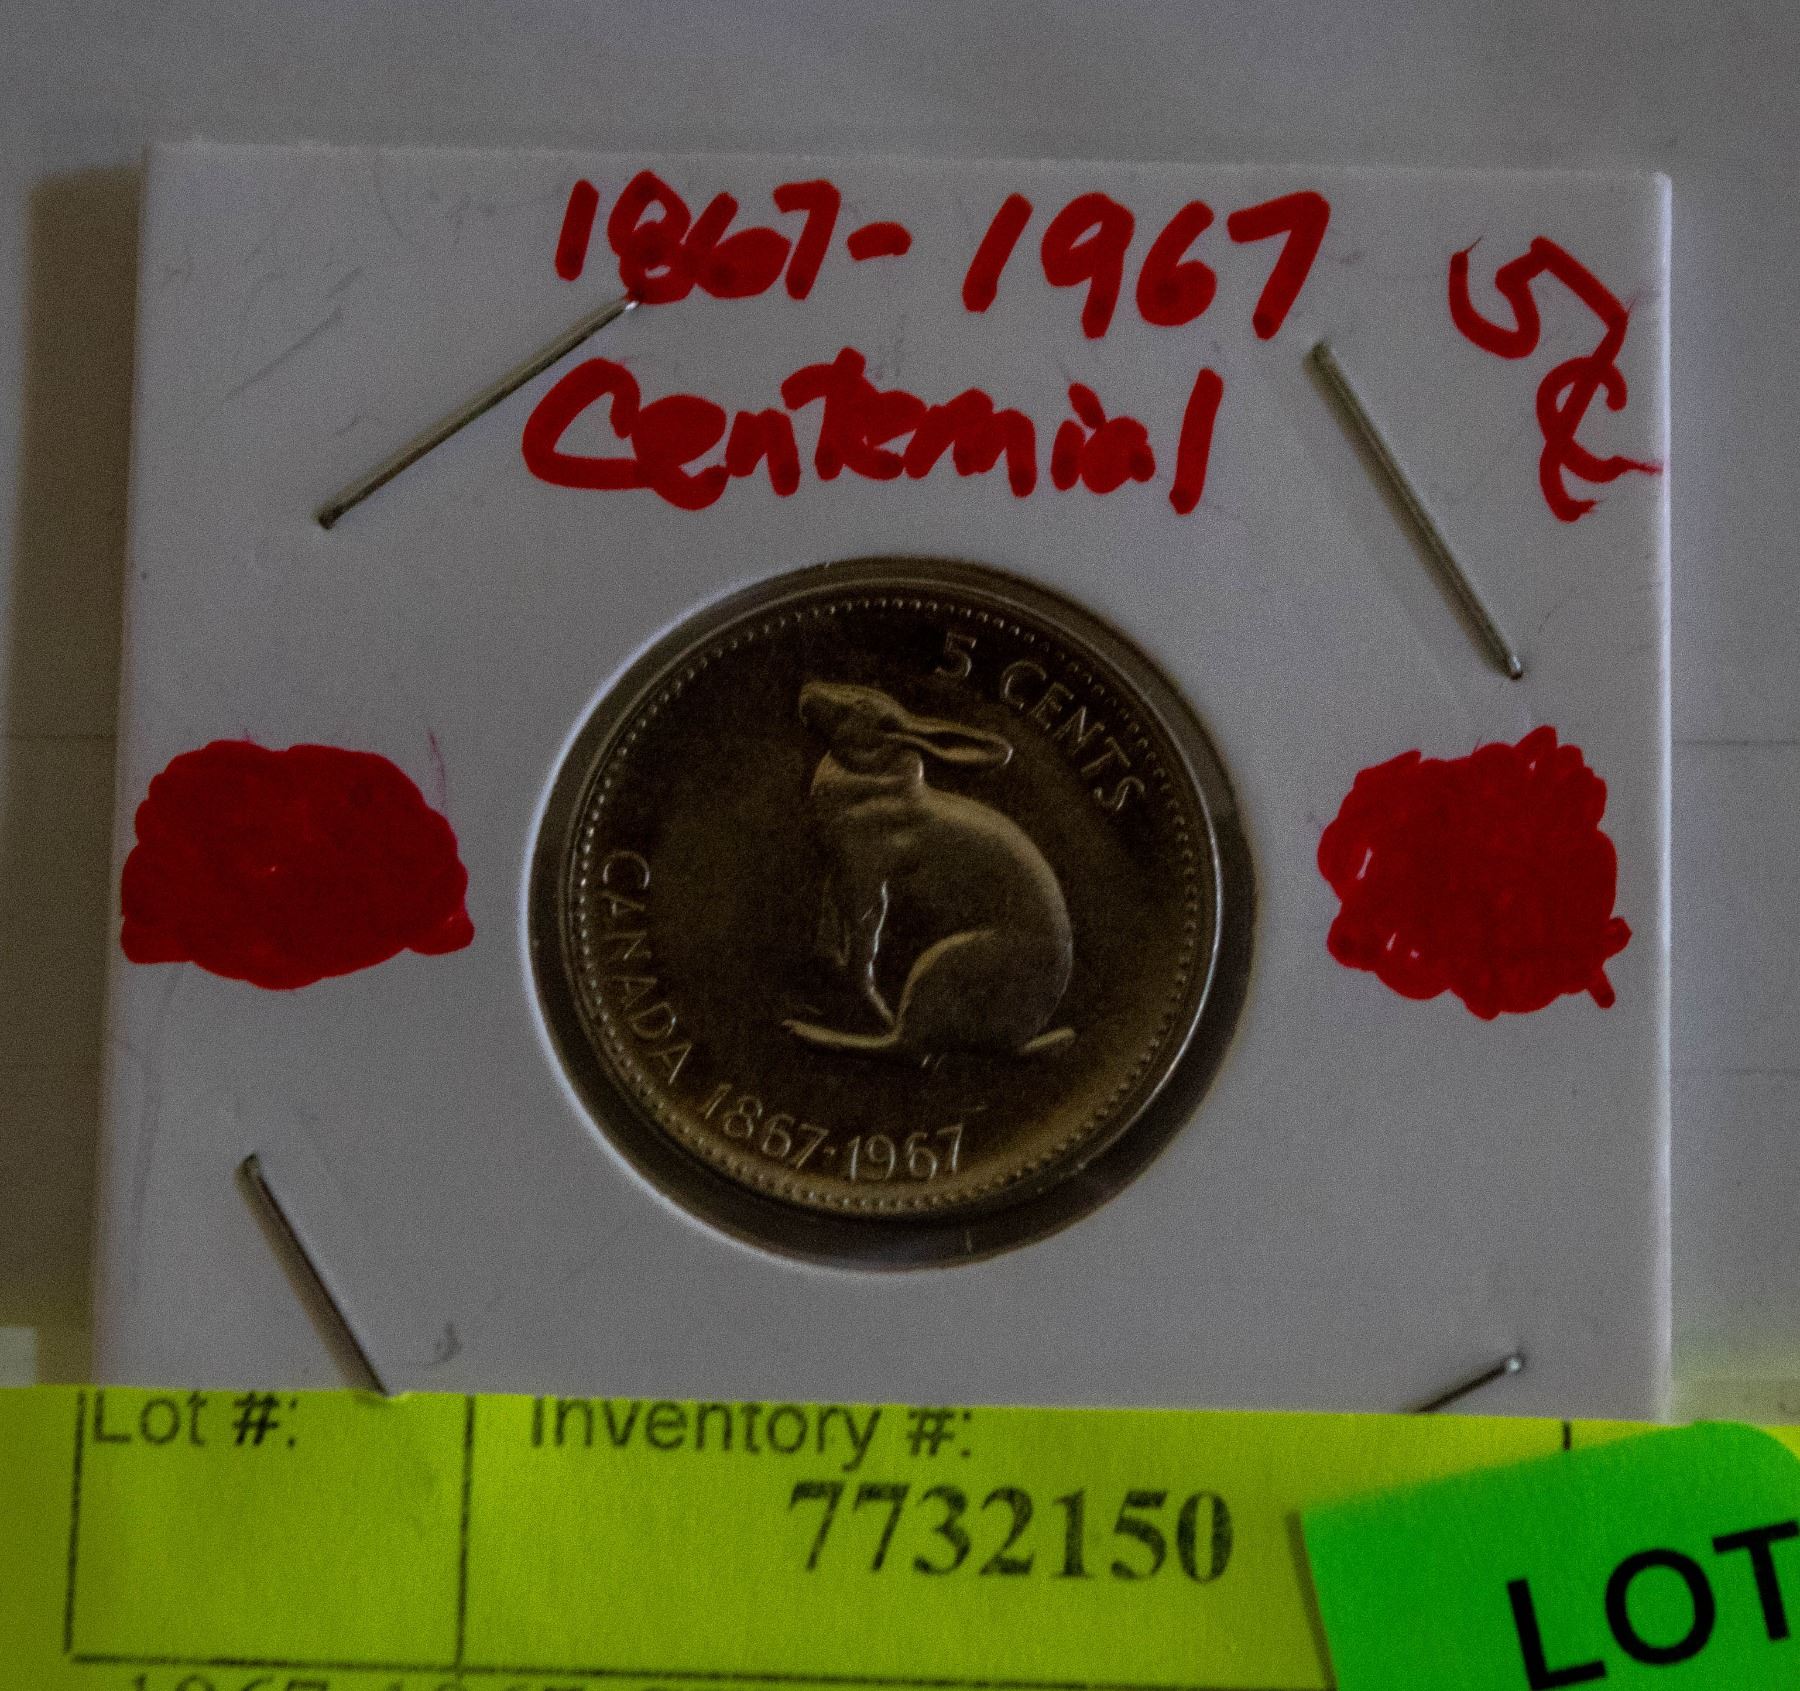 1867-1967
Centennial
5¢
5 CENTS
CANADA 1867·1967
Lot #:
Inventory #:
7732150
LOT